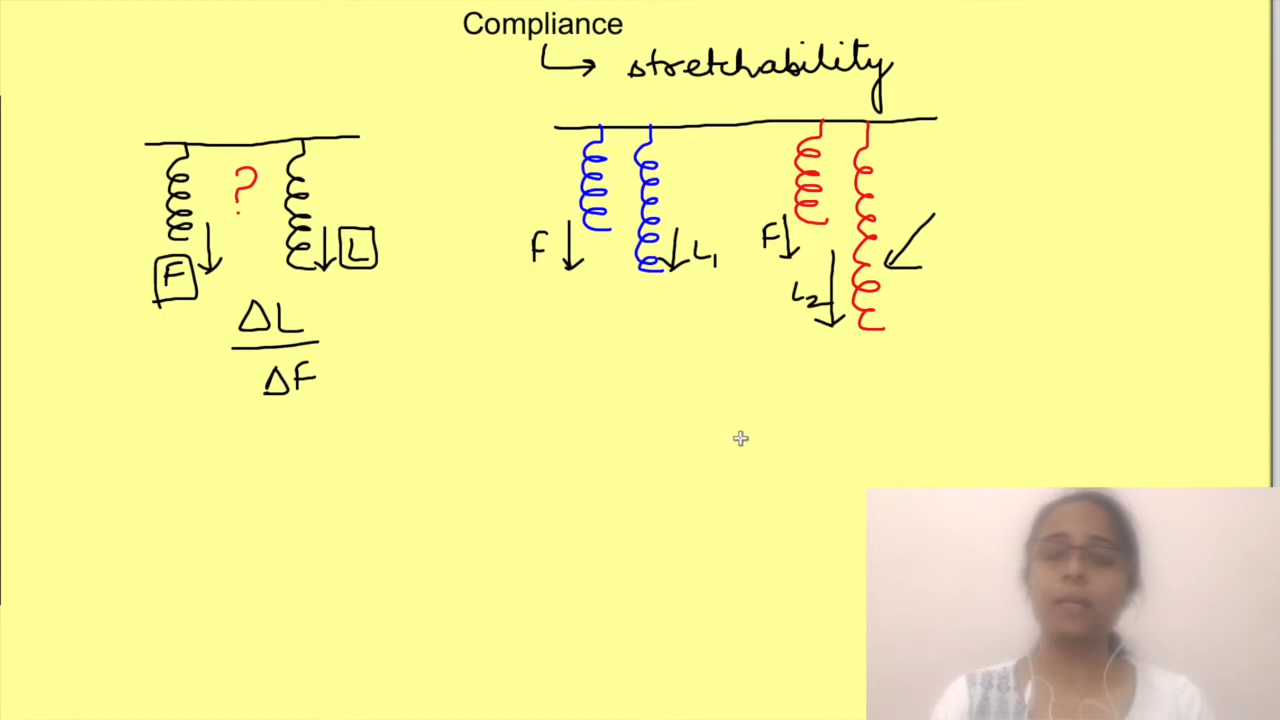 Compliance
↳ stretchability
?
F
L
ΔL
ΔF
F
L₁
F
L₂